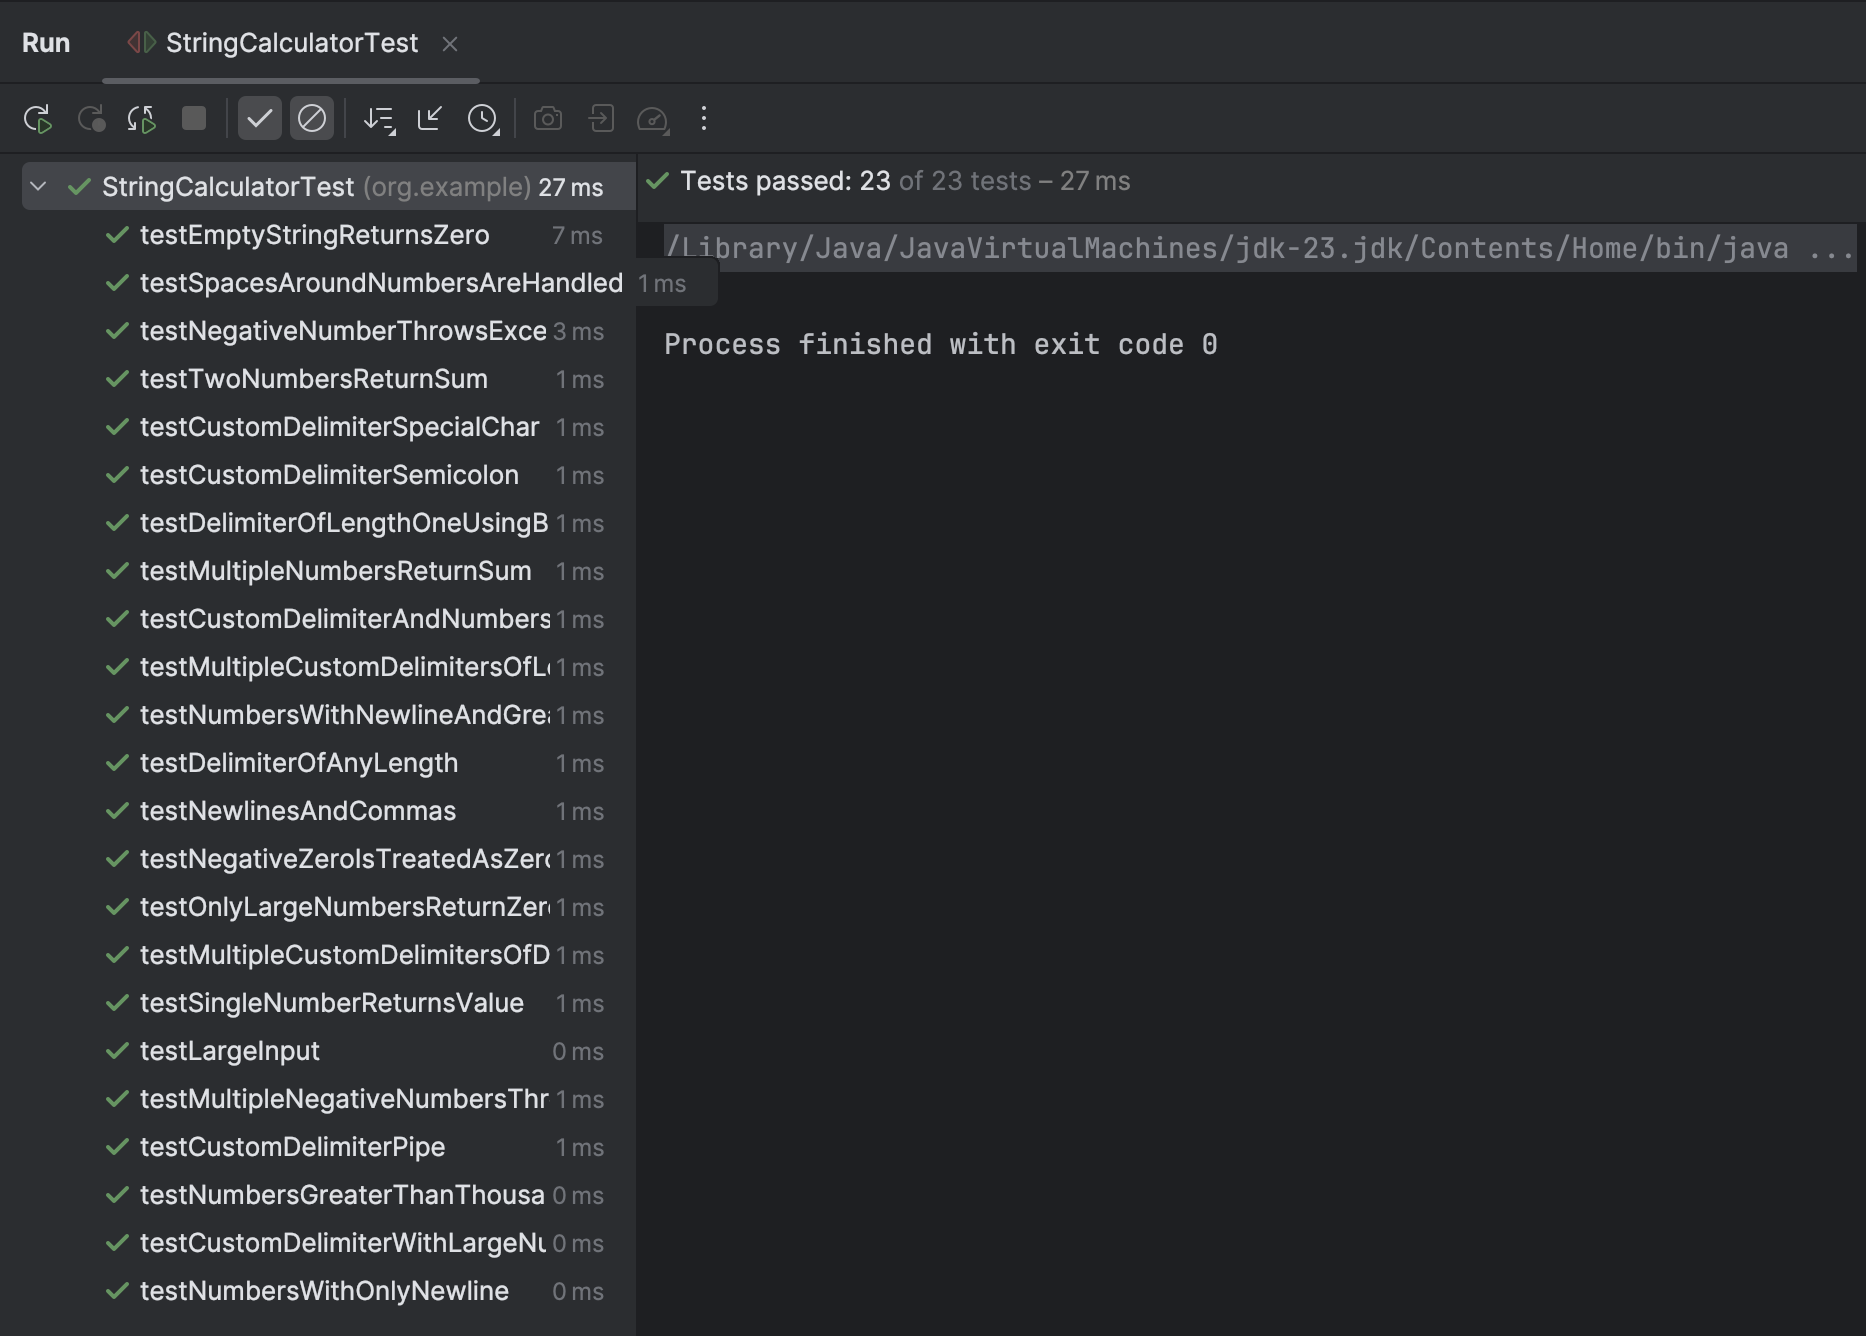 Run StringCalculatorTest
StringCalculatorTest (org.example) 27 ms
testEmptyStringReturnsZero 7 ms
testSpacesAroundNumbersAreHandled 1 ms
testNegativeNumberThrowsExce 3 ms
testTwoNumbersReturnSum 1 ms
testCustomDelimiterSpecialChar 1 ms
testCustomDelimiterSemicolon 1 ms
testDelimiterOfLengthOneUsingB 1 ms
testMultipleNumbersReturnSum 1 ms
testCustomDelimiterAndNumbers 1 ms
testMultipleCustomDelimitersOfL 1 ms
testNumbersWithNewlineAndGre 1 ms
testDelimiterOfAnyLength 1 ms
testNewlinesAndCommas 1 ms
testNegativeZeroIsTreatedAsZer 1 ms
testOnlyLargeNumbersReturnZer 1 ms
testMultipleCustomDelimitersOfD 1 ms
testSingleNumberReturnsValue 1 ms
testLargeInput 0 ms
testMultipleNegativeNumbersThr 1 ms
testCustomDelimiterPipe 1 ms
testNumbersGreaterThanThousa 0 ms
testCustomDelimiterWithLargeN 0 ms
testNumbersWithOnlyNewline 0 ms
Tests passed: 23 of 23 tests – 27 ms
/Library/Java/JavaVirtualMachines/jdk-23.jdk/Contents/Home/bin/java ...
Process finished with exit code 0